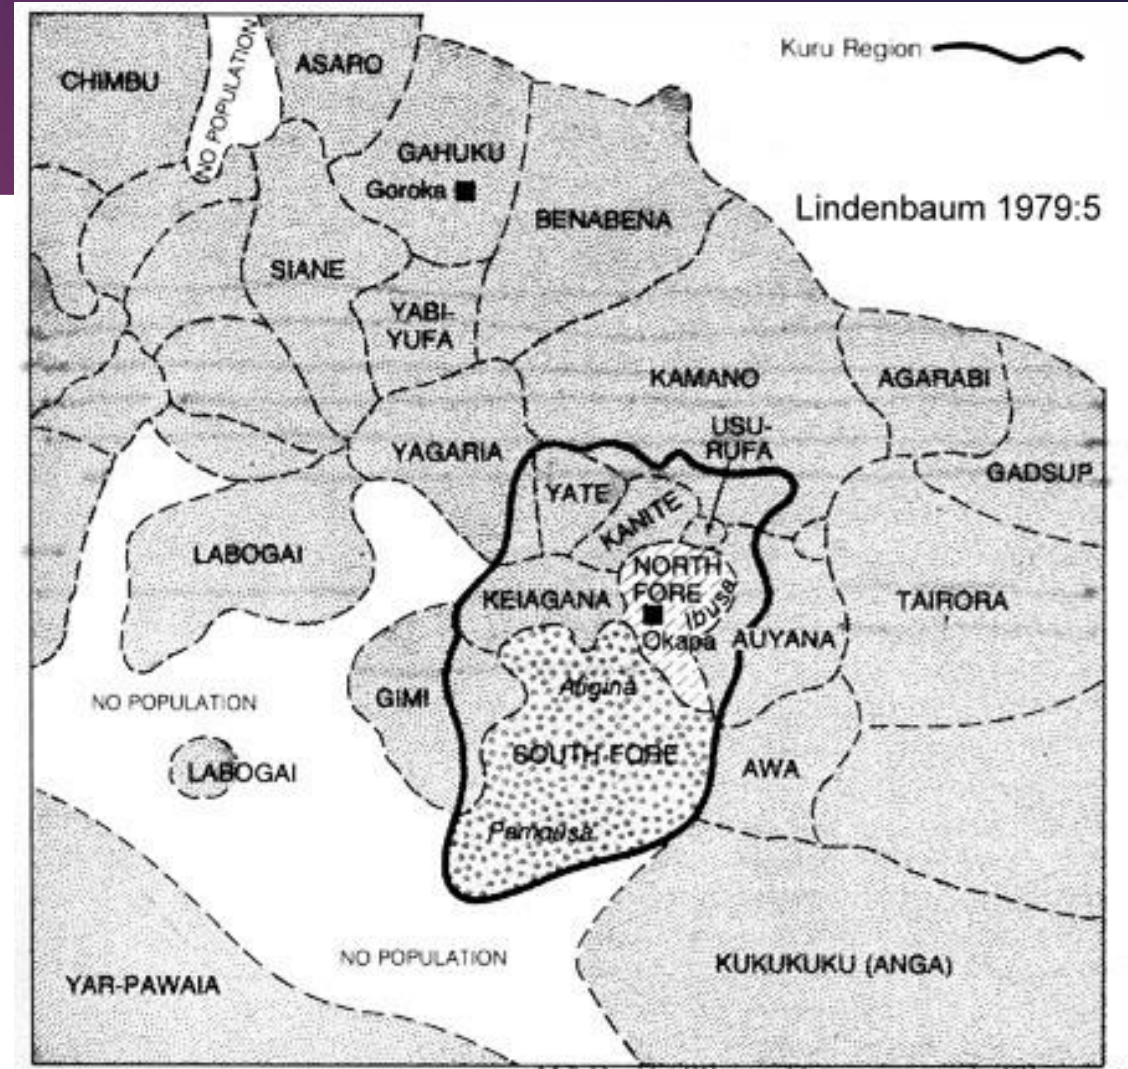 Kuru Region
Lindenbaum 1979:5
CHIMBU
NO POPULATION
ASARO
GAHUKU
Goroka
BENABENA
SIANE
YABI-
YUFA
KAMANO
AGARABI
USU-
RUFA
YAGARIA
GADSUP
YATE
KANITE
LABOGAI
NORTH
FORE
Ibusa
KEIAGANA
TAIRORA
Okapa
AUYANA
Atigina
GIMI
NO POPULATION
SOUTH FORE
LABOGAI
AWA
Pamousa
NO POPULATION
KUKUKUKU (ANGA)
YAR-PAWAIA